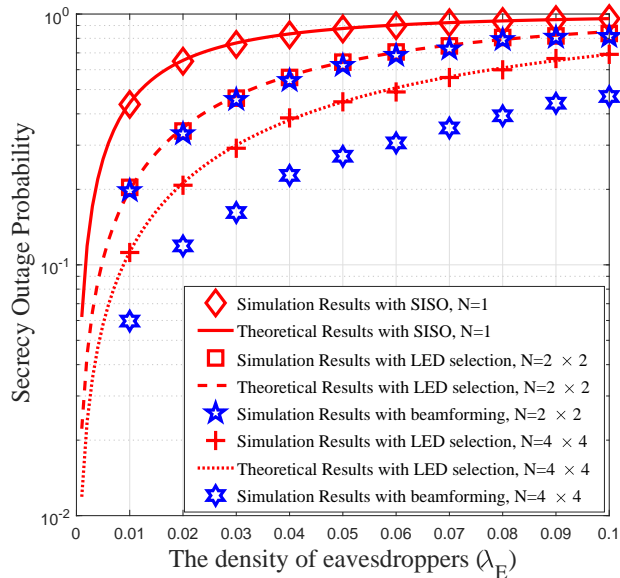 10^0
10^-1
10^-2
Secrecy Outage Probability
Simulation Results with SISO, N=1
Theoretical Results with SISO, N=1
Simulation Results with LED selection, N=2 × 2
Theoretical Results with LED selection, N=2 × 2
Simulation Results with beamforming, N=2 × 2
Simulation Results with LED selection, N=4 × 4
Theoretical Results with LED selection, N=4 × 4
Simulation Results with beamforming, N=4 × 4
0 0.01 0.02 0.03 0.04 0.05 0.06 0.07 0.08 0.09 0.1
The density of eavesdroppers (λ_E)